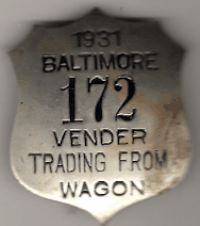 1931
BALTIMORE
172
VENDER
TRADING FROM
WAGON